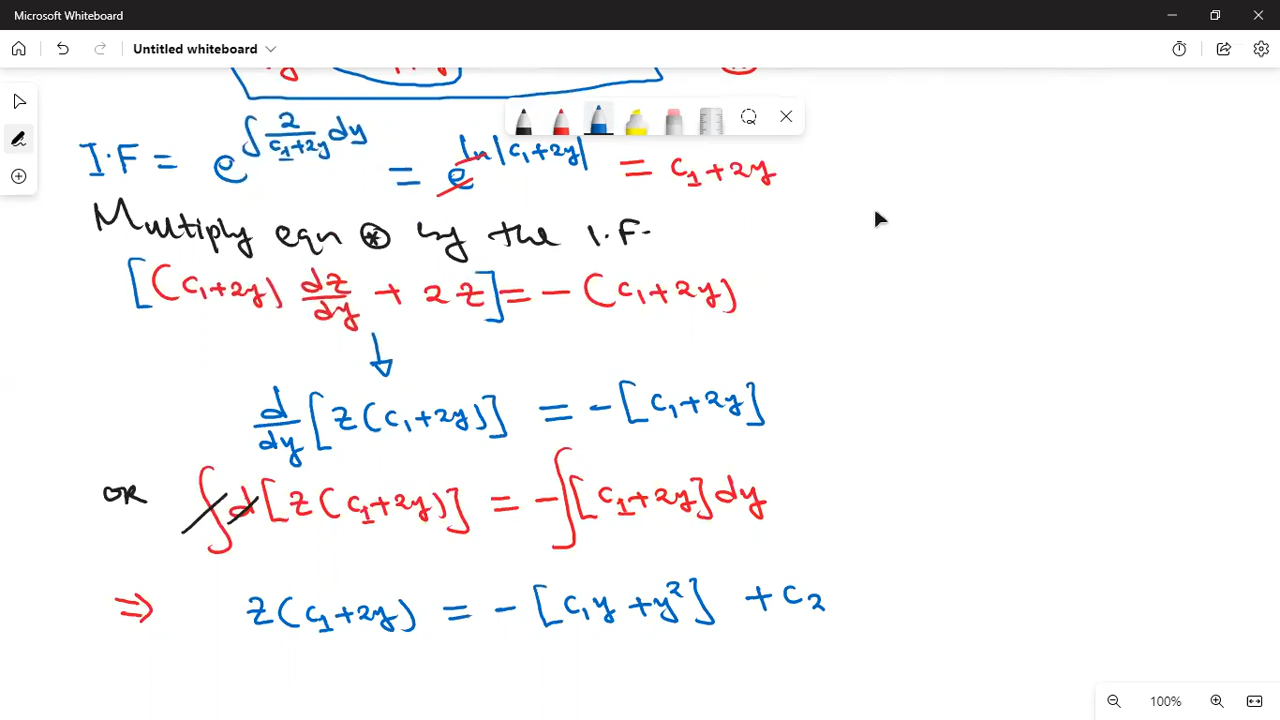 Microsoft Whiteboard
Untitled whiteboard
I.F = e^{∫ 2/(c₁+2y) dy} = e^{ln|c₁+2y|} = c₁+2y
Multiply eqn ⊛ by the I.F.
[(c₁+2y) dz/dy + 2z] = -(c₁+2y)
↓
d/dy [z(c₁+2y)] = -[c₁+2y]
OR ∫d[z(c₁+2y)] = -∫[c₁+2y]dy
⇒ z(c₁+2y) = -[c₁y+y²] + c₂
100%